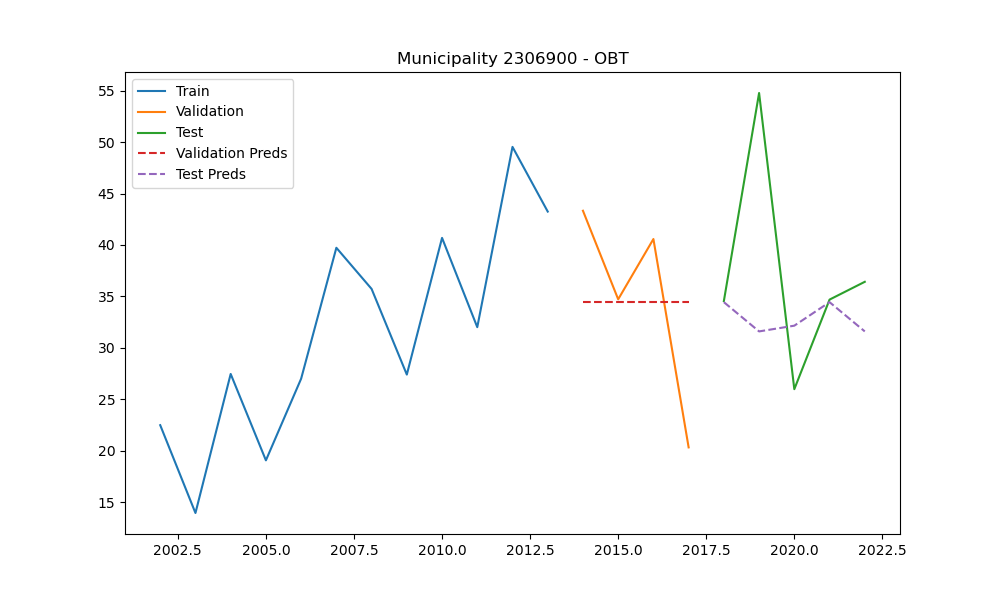 Municipality 2306900 - OBT
Train
Validation
Test
Validation Preds
Test Preds
55
50
45
40
35
30
25
20
15
2002.5 2005.0 2007.5 2010.0 2012.5 2015.0 2017.5 2020.0 2022.5